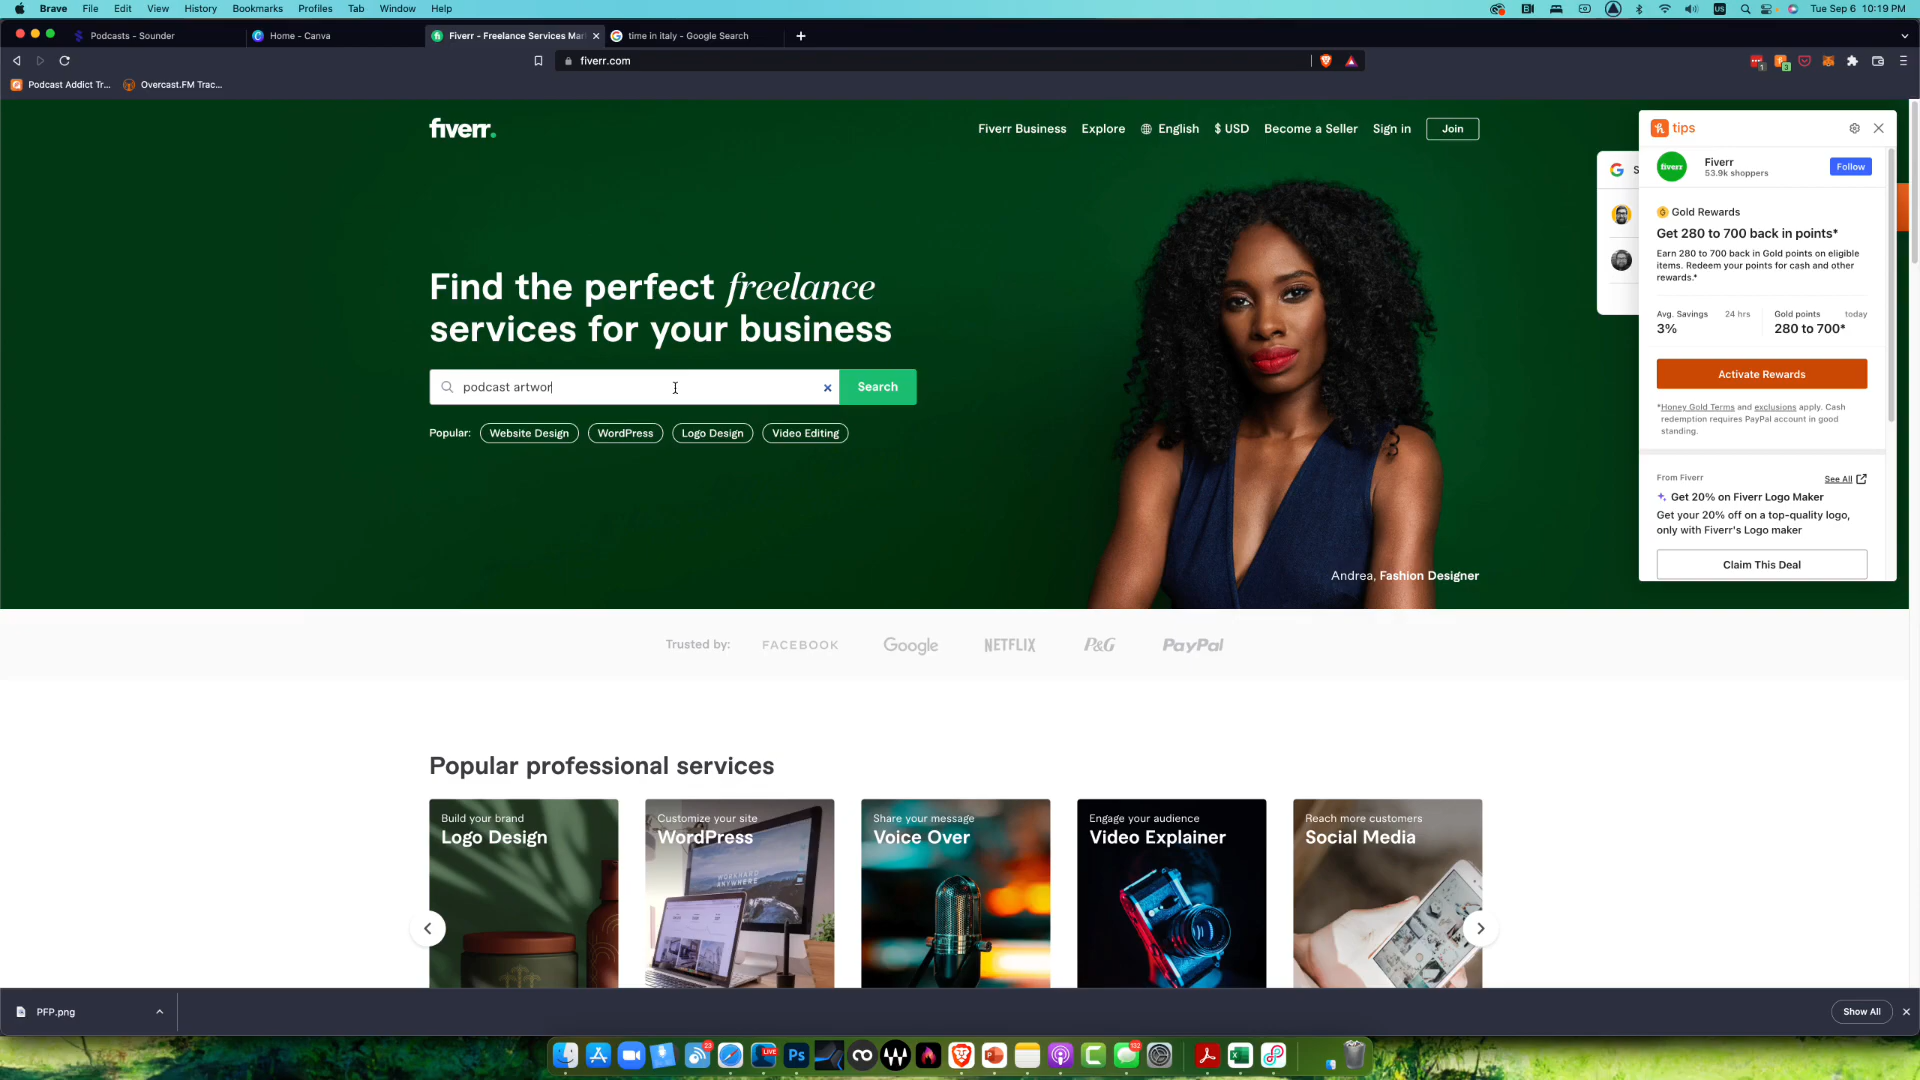 Brave File Edit View History Bookmarks Profiles Tab Window Help
US
Tue Sep 6 10:19 PM
Podcasts - Sounder
Home - Canva
Fiverr - Freelance Services Mar
time in italy - Google Search
fiverr.com
1
3
Podcast Addict Tr...
Overcast.FM Trac...
fiverr.
Fiverr Business
Explore
English
$ USD
Become a Seller
Sign in
Join
tips
fiverr
Fiverr
53.9k shoppers
Follow
S
Gold Rewards
Get 280 to 700 back in points*
Earn 280 to 700 back in Gold points on eligible
items. Redeem your points for cash and other
rewards.*
Avg. Savings 24 hrs
3%
Gold points today
280 to 700*
Activate Rewards
*Honey Gold Terms and exclusions apply. Cash
redemption requires PayPal account in good
standing.
From Fiverr
See All
Get 20% on Fiverr Logo Maker
Get your 20% off on a top-quality logo,
only with Fiverr's Logo maker
Claim This Deal
Find the perfect freelance
services for your business
podcast artwor
Search
Popular:
Website Design
WordPress
Logo Design
Video Editing
Andrea, Fashion Designer
Trusted by:
FACEBOOK
Google
NETFLIX
P&G
PayPal
Popular professional services
Build your brand
Logo Design
Customize your site
WordPress
WORK HARD
ANYWHERE
Share your message
Voice Over
Engage your audience
Video Explainer
Reach more customers
Social Media
PFP.png
Show All
23
LIVE
Ps